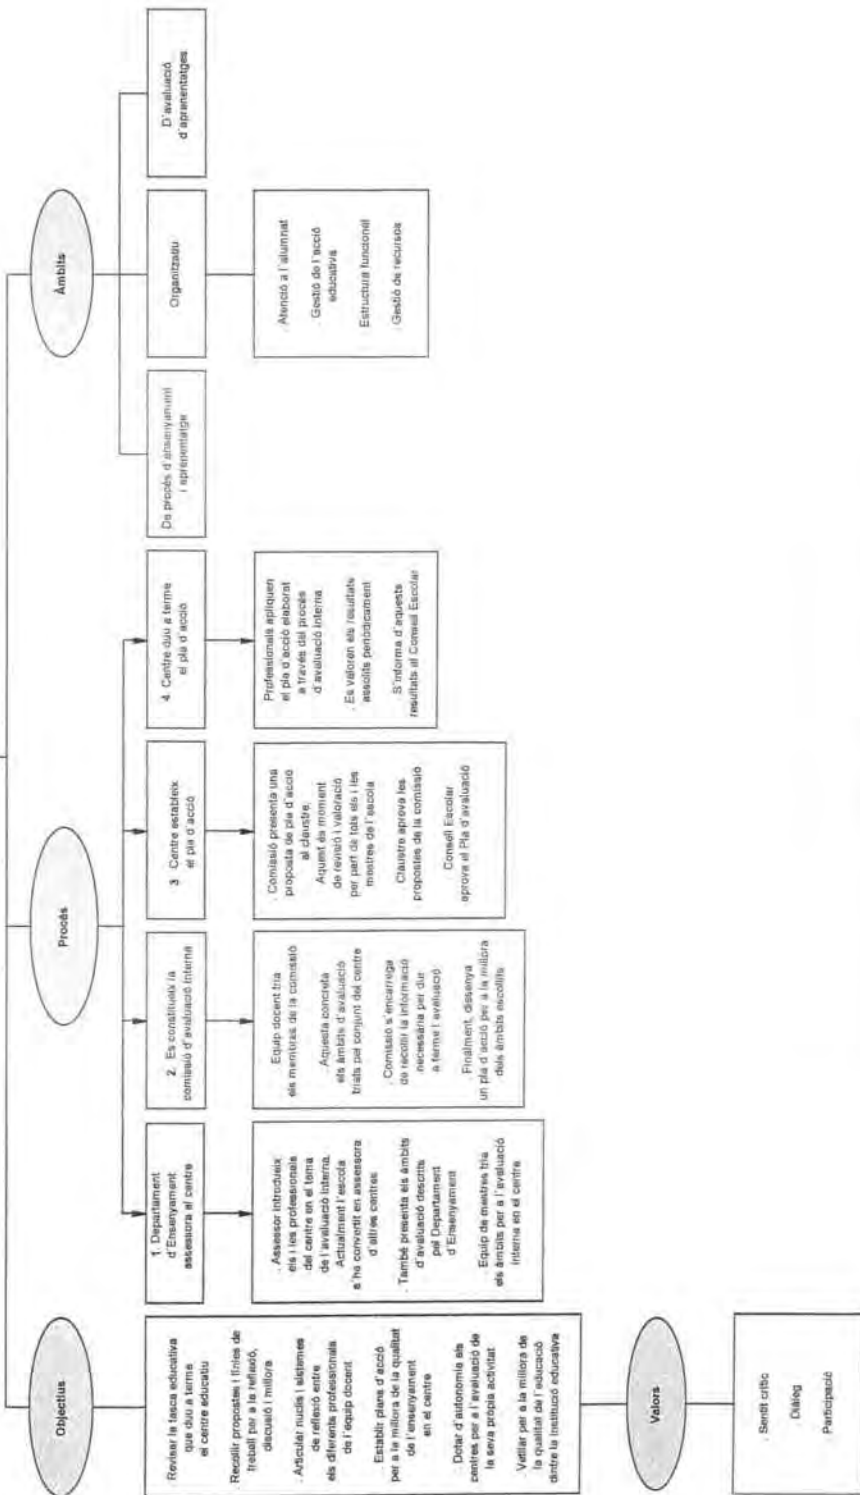 Objectius
. Revisar la tasca educativa
que duu a terme
el centre educatiu
Recollir propostes i línies de
treball per a la reflexió,
discusió i millora
. Articular nuclis i sistemes
de reflexió entre
els diferents professionals
de l'equip docent
. Establir plans d'acció
per a la millora de la qualitat
de l'ensenyament
en el centre
. Dotar d'autonomia els
centres per a l'avaluació de
la seva pròpia activitat
. Vetllar per a la millora de
la qualitat de l'educació
dintre la institució educativa
Valors
. Sentit crític
. Diàleg
. Participació
Procés
1. Departament
d'Ensenyament
assessora el centre
. Assessor introdueix
els i les professionals
del centre en el tema
de l'avaluació interna.
Actualment l'escola
s'ha convertit en assessora
d'altres centres
. També presenta els àmbits
d'avaluació descrits
pel Departament
d'Ensenyament
. Equip de mestres tria
els àmbits per a l'avaluació
interna en el centre
2. Es constitueix la
comissió d'avaluació interna
. Equip docent tria
els membres de la comissió
. Aquesta concreta
els àmbits d'avaluació
triats pel conjunt del centre
. Comissió s'encarrega
de recollir la informació
necessària per dur
a terme l'avaluació
. Finalment, dissenya
un pla d'acció per a la millora
dels àmbits escollits
3 Centre estableix
el pla d'acció
. Comissió presenta una
proposta de pla d'acció
al claustre.
Aquest és moment
de revisió i valoració
per part de tots els i les
mestres de l'escola
. Claustre aprova les
propostes de la comissió
. Consell Escolar
aprova el Pla d'avaluació
4. Centre duu a terme
el pla d'acció
Professionals apliquen
el pla d'acció elaborat
a través del procés
d'avaluació interna
. Es valoren els resultats
assolits periòdicament
S'informa d'aquests
resultats al Consell Escolar
Àmbits
De procés d'ensenyament
i aprenentatge
Organitzatiu
. Atenció a l'alumnat
. Gestió de l'acció
educativa
Estructura funcional
. Gestió de recursos
D'avaluació
d'aprenentatges